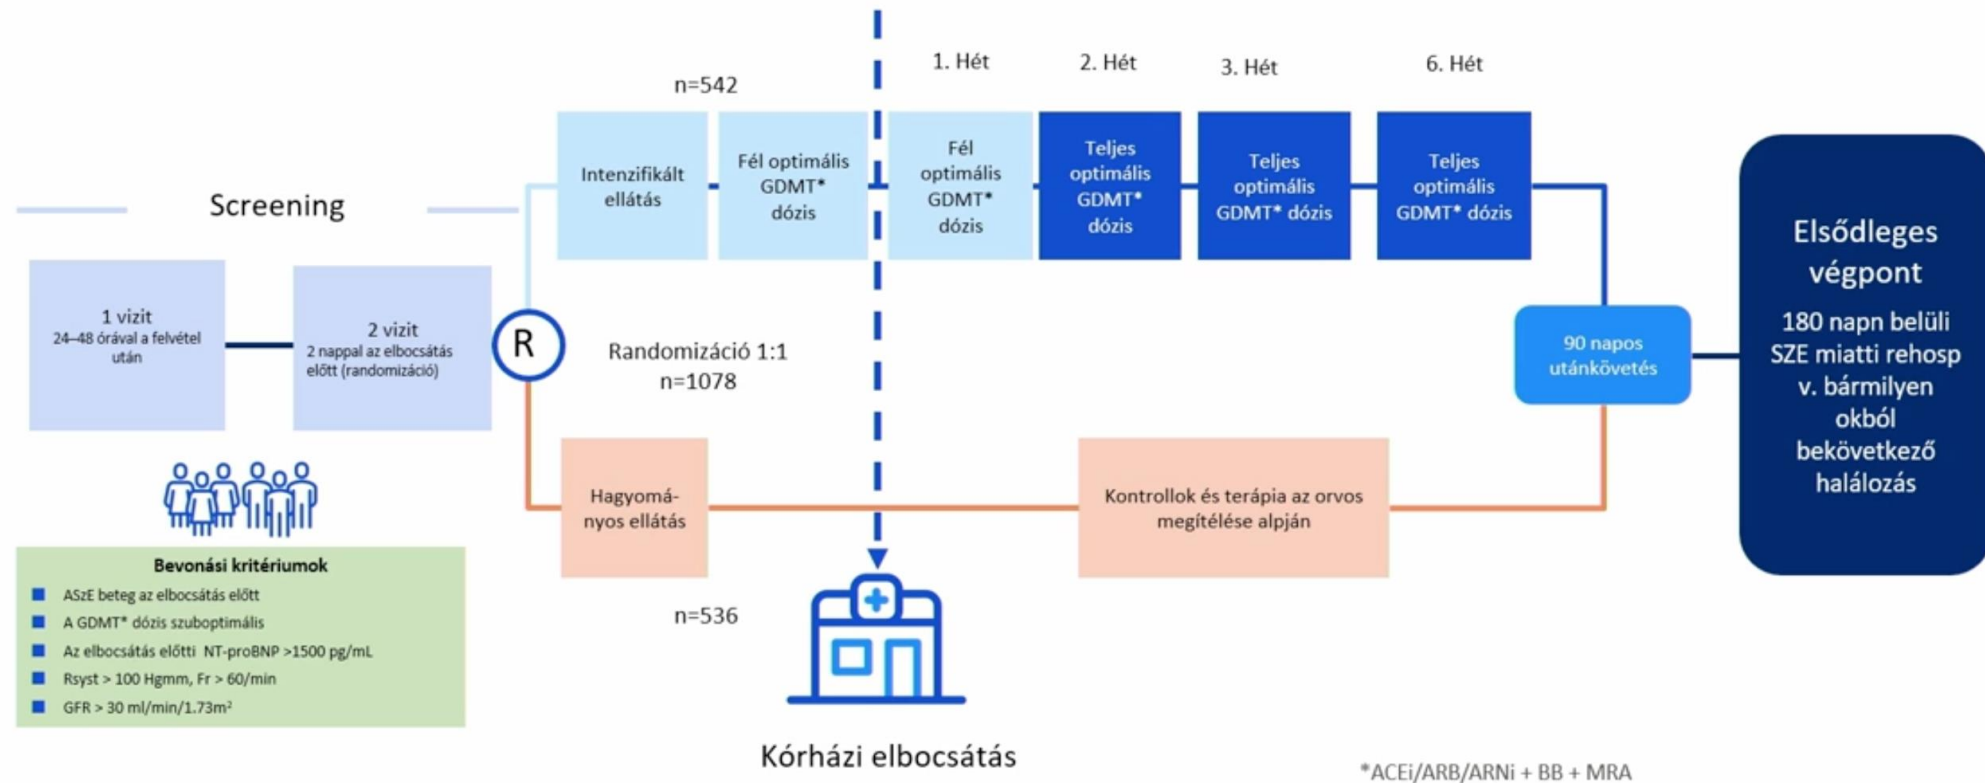 Screening
1 vizit
24–48 órával a felvétel
után
2 vizit
2 nappal az elbocsátás
előtt (randomizáció)
R
Randomizáció 1:1
n=1078
n=542
Intenzifikált
ellátás
Fél optimális
GDMT*
dózis
1. Hét
Fél
optimális
GDMT*
dózis
2. Hét
Teljes
optimális
GDMT*
dózis
3. Hét
Teljes
optimális
GDMT* dózis
6. Hét
Teljes
optimális
GDMT* dózis
Hagyomá-
nyos ellátás
Kontrollok és terápia az orvos
megítélése alpján
n=536
90 napos
utánkövetés
Elsődleges
végpont
180 napn belüli
SZE miatti rehosp
v. bármilyen
okból
bekövetkező
halálozás
Bevonási kritériumok
ASzE beteg az elbocsátás előtt
A GDMT* dózis szuboptimális
Az elbocsátás előtti NT-proBNP >1500 pg/mL
Rsyst > 100 Hgmm, Fr > 60/min
GFR > 30 ml/min/1.73m²
Kórházi elbocsátás
*ACEi/ARB/ARNi + BB + MRA